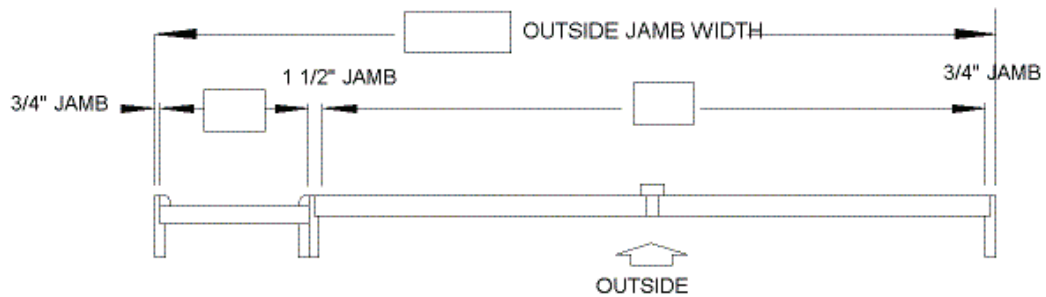 OUTSIDE JAMB WIDTH
1 1/2" JAMB
3/4" JAMB
3/4" JAMB
OUTSIDE